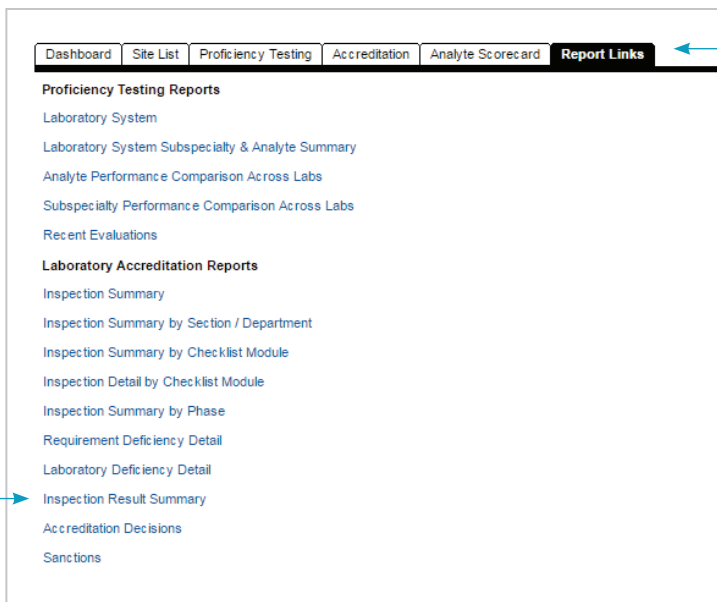 Dashboard Site List Proficiency Testing Accreditation Analyte Scorecard Report Links
Proficiency Testing Reports
Laboratory System
Laboratory System Subspecialty & Analyte Summary
Analyte Performance Comparison Across Labs
Subspecialty Performance Comparison Across Labs
Recent Evaluations
Laboratory Accreditation Reports
Inspection Summary
Inspection Summary by Section / Department
Inspection Summary by Checklist Module
Inspection Detail by Checklist Module
Inspection Summary by Phase
Requirement Deficiency Detail
Laboratory Deficiency Detail
Inspection Result Summary
Accreditation Decisions
Sanctions